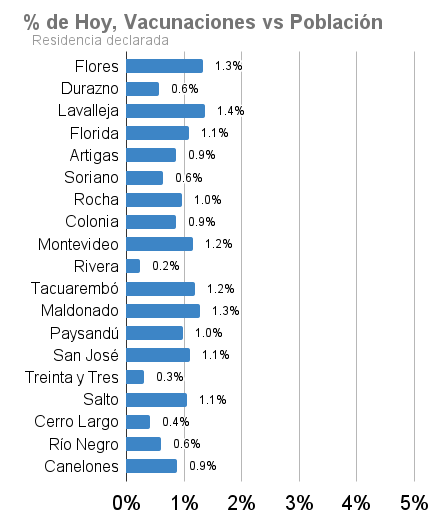 % de Hoy, Vacunaciones vs Población
Residencia declarada
Flores 1.3%
Durazno 0.6%
Lavalleja 1.4%
Florida 1.1%
Artigas 0.9%
Soriano 0.6%
Rocha 1.0%
Colonia 0.9%
Montevideo 1.2%
Rivera 0.2%
Tacuarembó 1.2%
Maldonado 1.3%
Paysandú 1.0%
San José 1.1%
Treinta y Tres 0.3%
Salto 1.1%
Cerro Largo 0.4%
Río Negro 0.6%
Canelones 0.9%
0% 1% 2% 3% 4% 5%